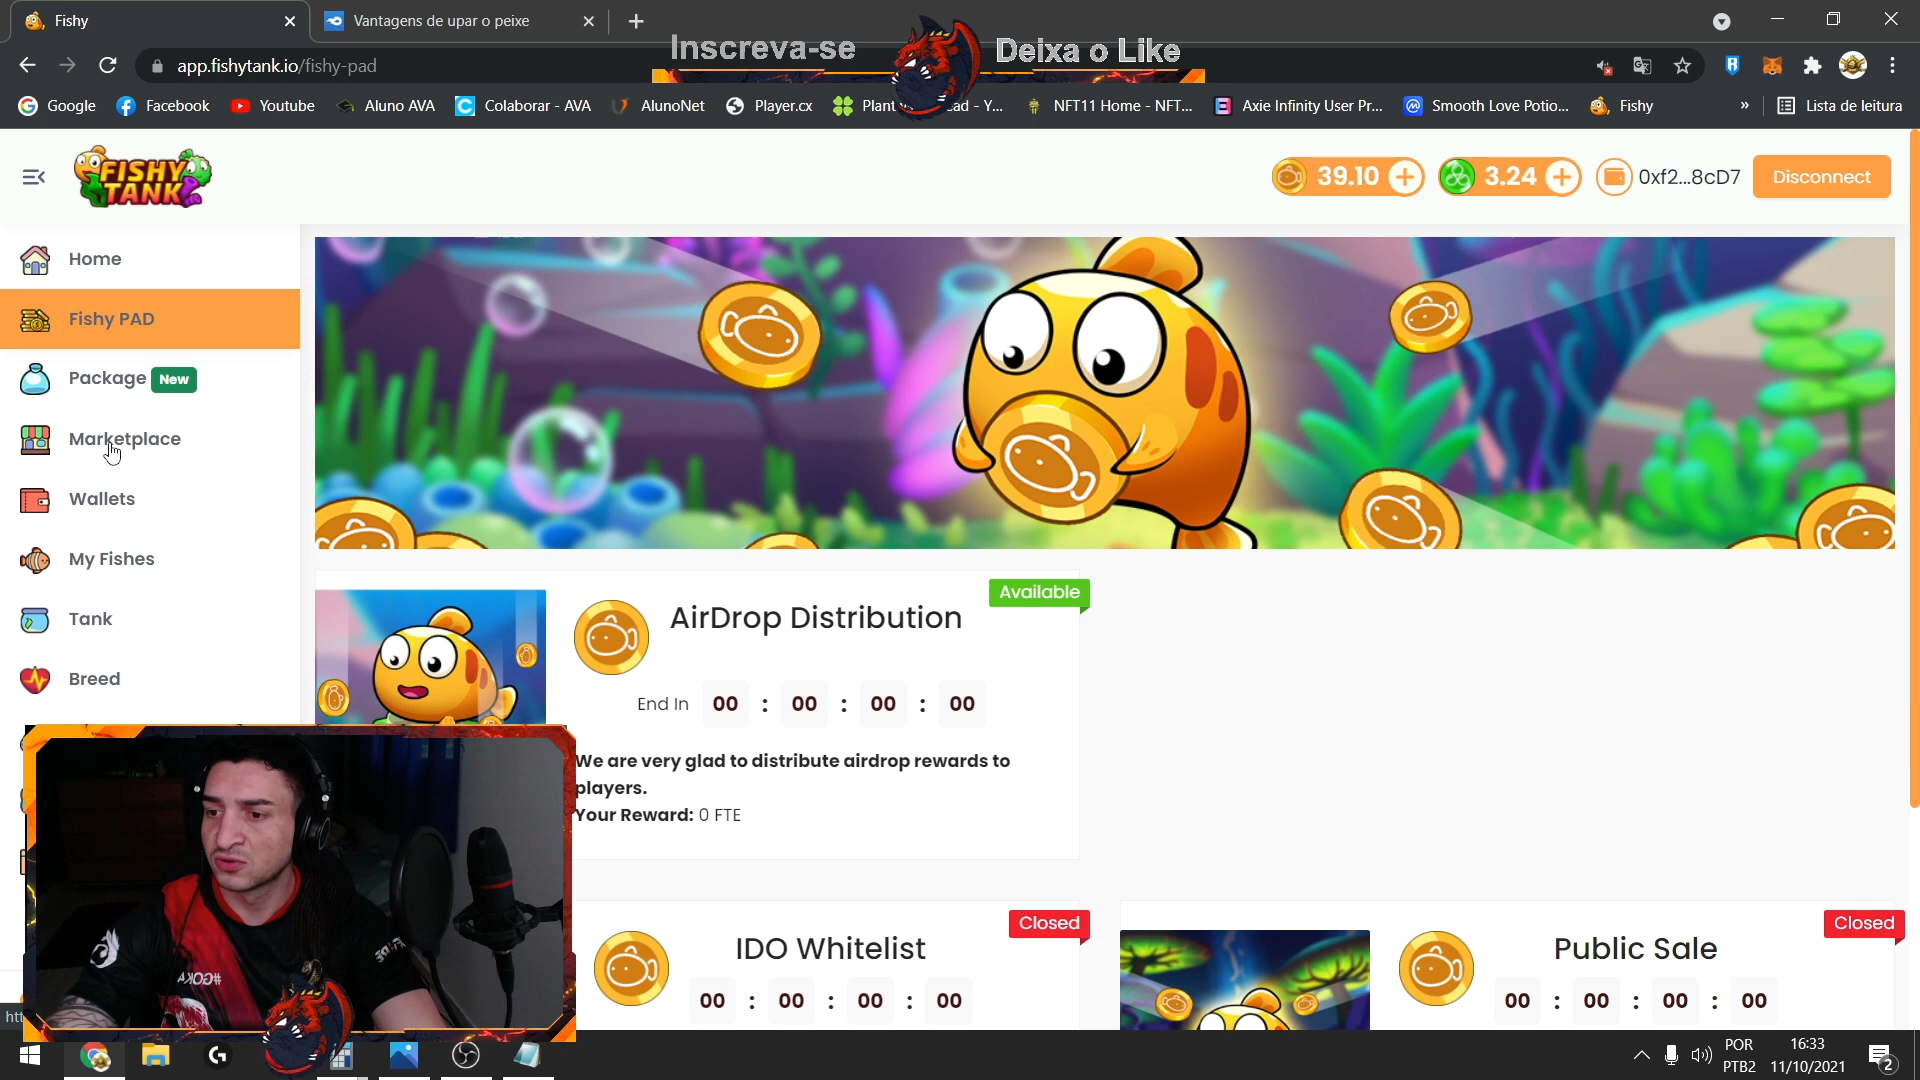 Fishy
Vantagens de upar o peixe
Inscreva-se
Deixa o Like
app.fishytank.io/fishy-pad
Google
Facebook
Youtube
Aluno AVA
Colaborar - AVA
AlunoNet
Player.cx
NFT11 Home - NFT...
Axie Infinity User Pr...
Smooth Love Potio...
Fishy
»
Lista de leitura
FISHY
TANK
39.10
3.24
0xf2...8cD7
Disconnect
Home
Fishy PAD
Package New
Marketplace
Wallets
My Fishes
Tank
Breed
Available
AirDrop Distribution
End In 00 : 00 : 00 : 00
We are very glad to distribute airdrop rewards to
players.
Your Reward: 0 FTE
Closed
IDO Whitelist
00 : 00 : 00 : 00
Closed
Public Sale
00 : 00 : 00 : 00
POR
PTB2
16:33
11/10/2021
2